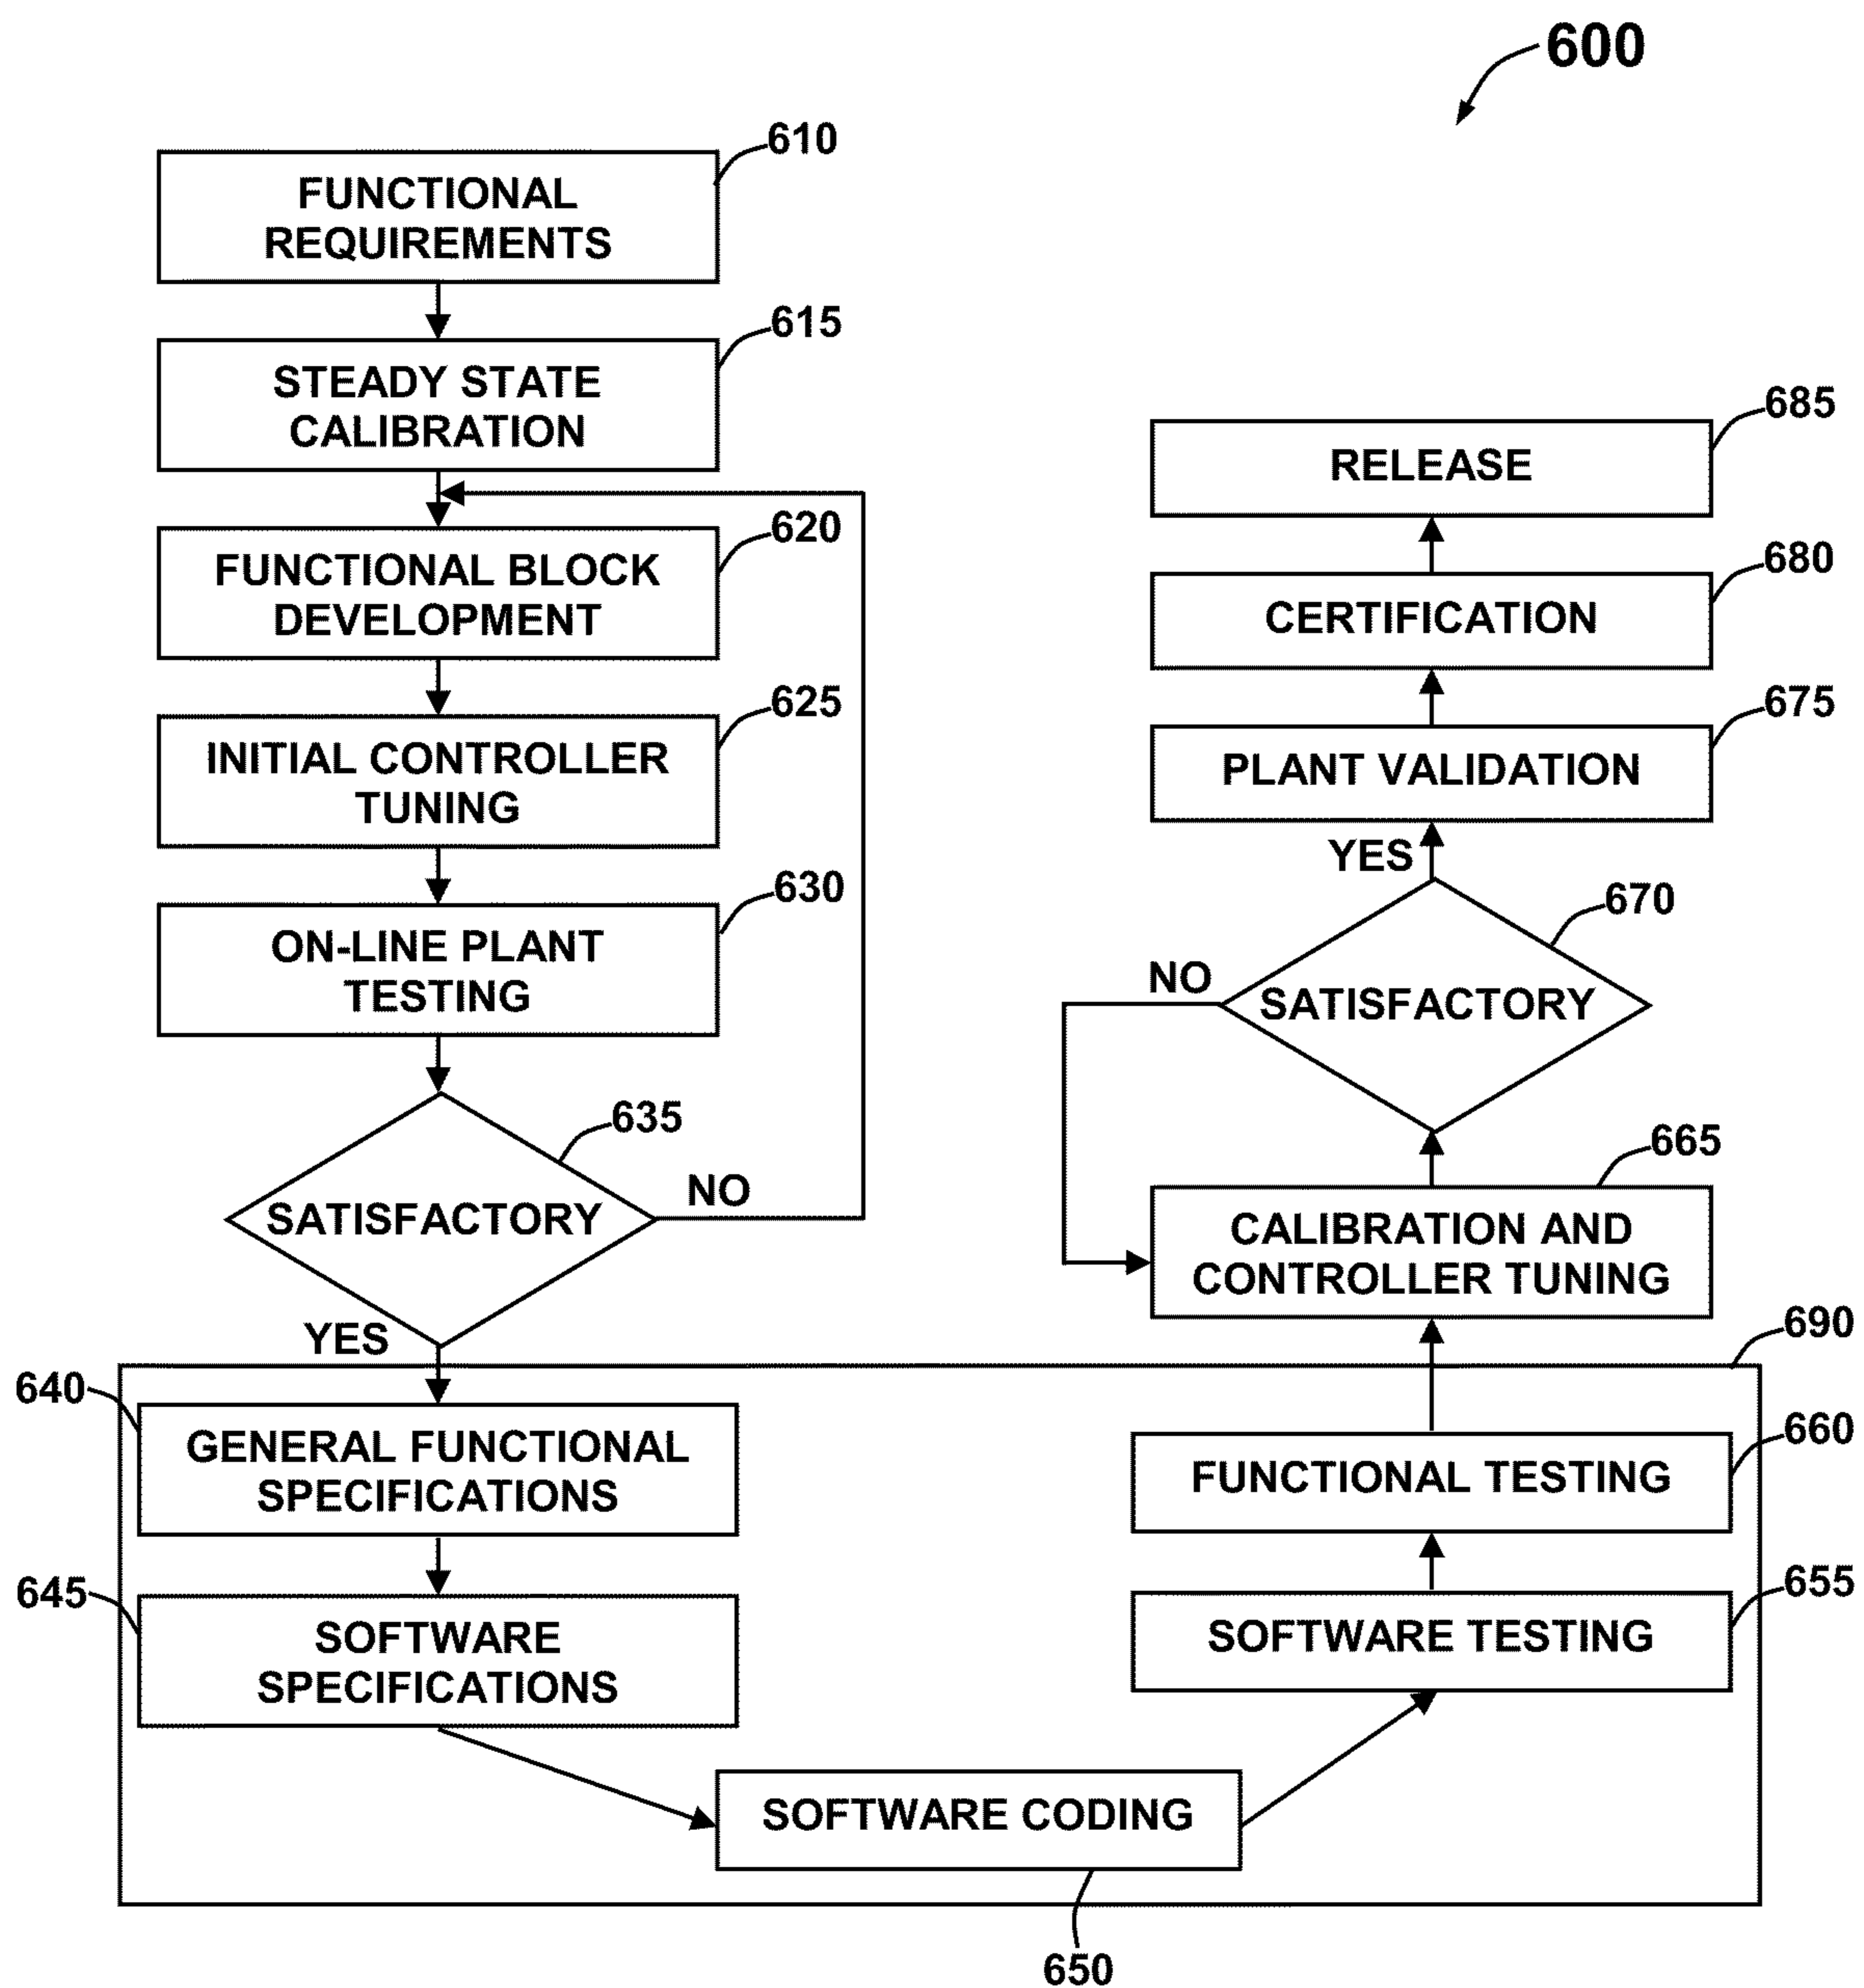 600
610
FUNCTIONAL
REQUIREMENTS
615
STEADY STATE
CALIBRATION
620
FUNCTIONAL BLOCK
DEVELOPMENT
625
INITIAL CONTROLLER
TUNING
630
ON-LINE PLANT
TESTING
635
SATISFACTORY
NO
YES
640
GENERAL FUNCTIONAL
SPECIFICATIONS
645
SOFTWARE
SPECIFICATIONS
SOFTWARE CODING
650
685
RELEASE
680
CERTIFICATION
675
PLANT VALIDATION
YES
670
NO
SATISFACTORY
665
CALIBRATION AND
CONTROLLER TUNING
690
660
FUNCTIONAL TESTING
655
SOFTWARE TESTING